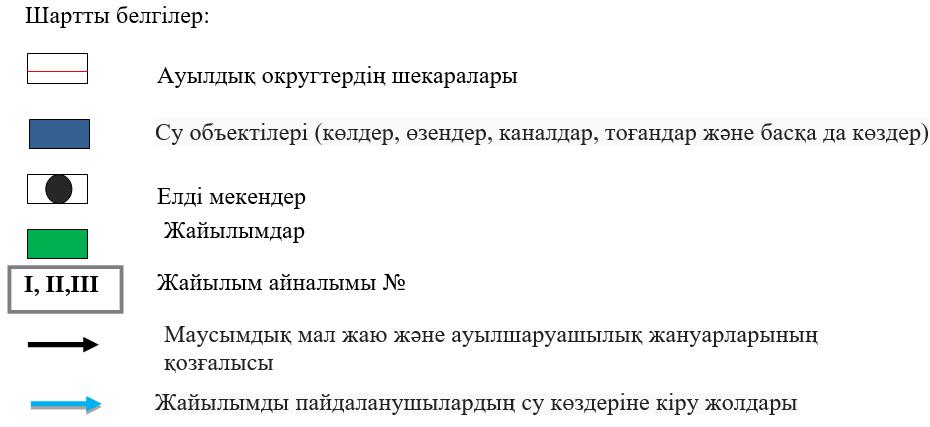 Шартты белгілер:
Ауылдық округтердің шекаралары
Су объектілері (көлдер, өзендер, каналдар, тоғандар және басқа да көздер)
Елді мекендер
Жайылымдар
I, II,III Жайылым айналымы №
Маусымдық мал жаю және ауылшаруашылық жануарларының
қозғалысы
Жайылымды пайдаланушылардың су көздеріне кіру жолдары